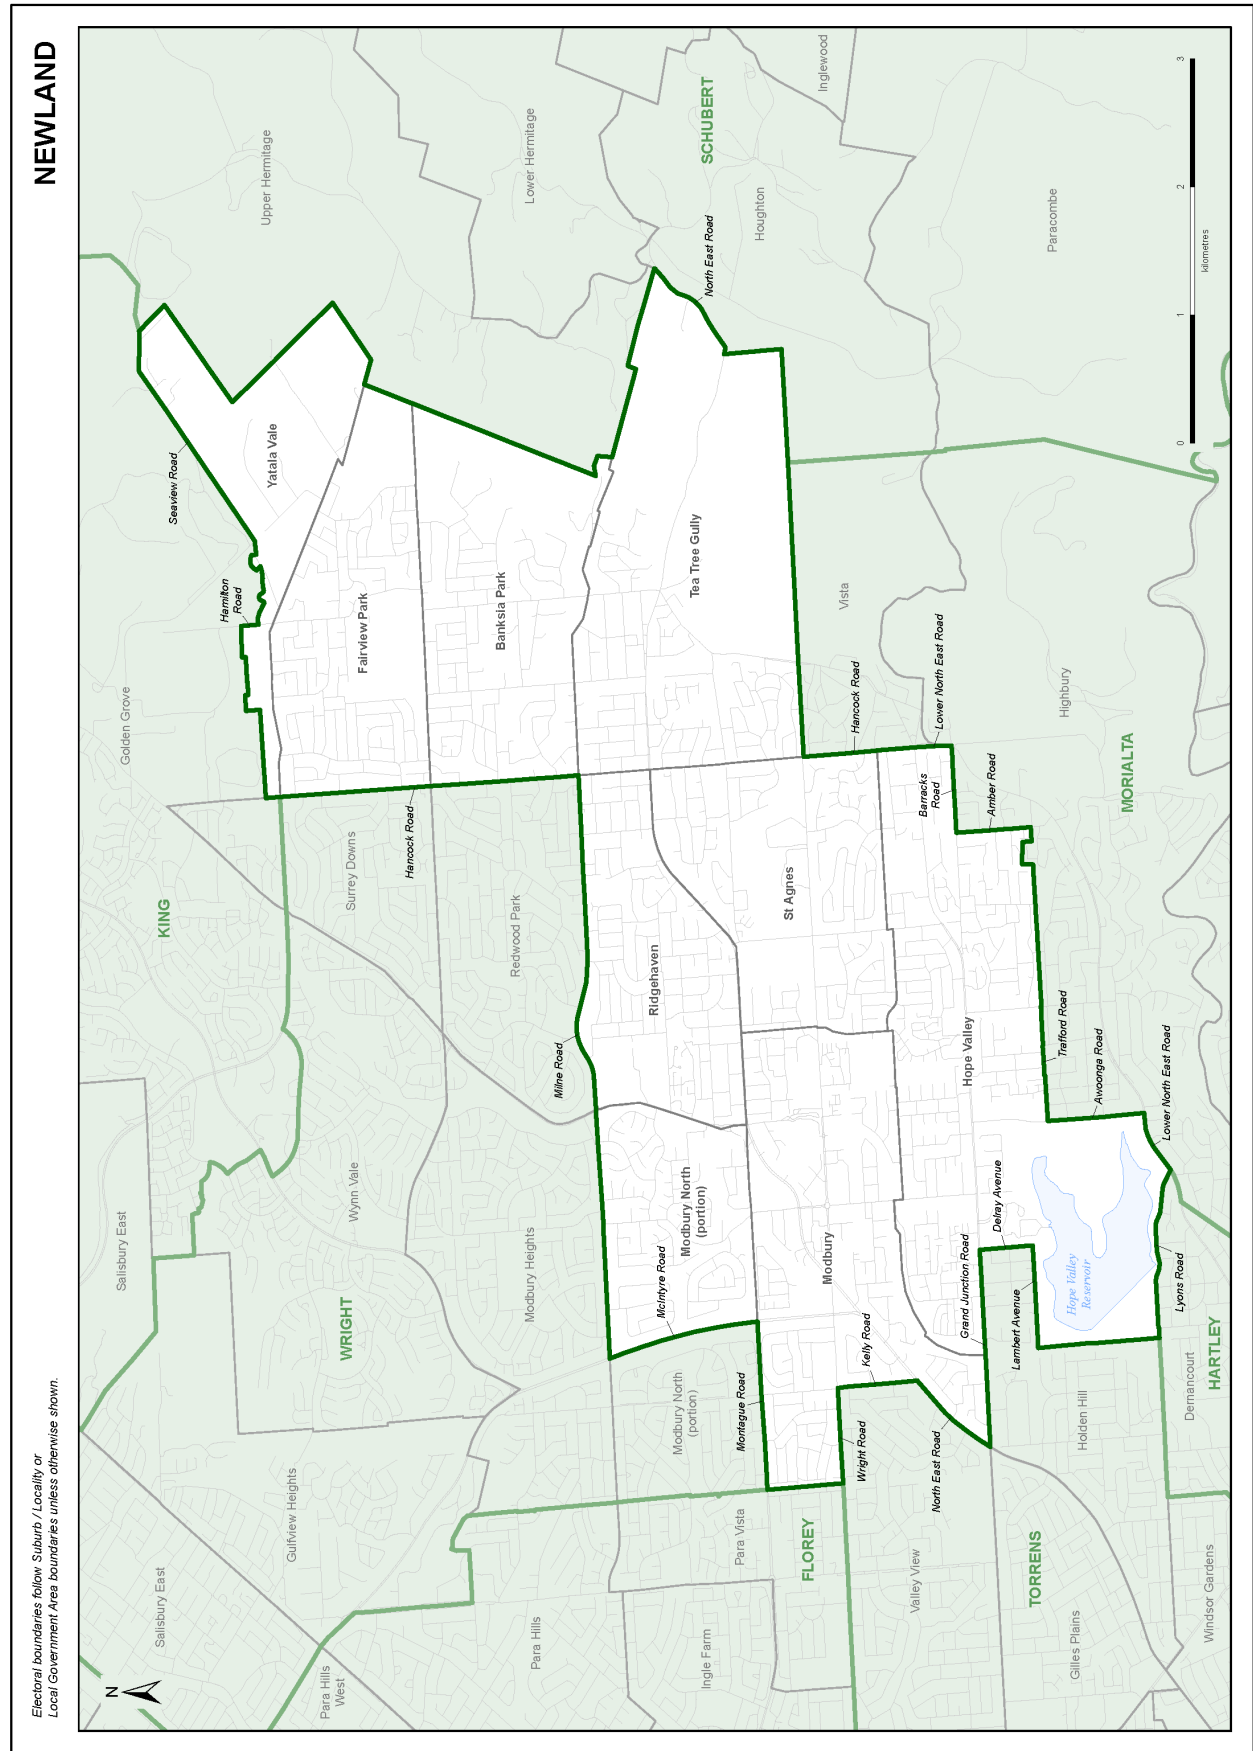 NEWLAND
Electoral boundaries follow Suburb / Locality or
Local Government Area boundaries unless otherwise shown.
N
Salisbury East
Salisbury East
Golden Grove
Upper Hermitage
KING
Seaview Road
Hamilton
Road
Yatala Vale
Gulfview Heights
Wynn Vale
WRIGHT
Surrey Downs
Fairview Park
Para Hills
West
Hancock Road
Lower Hermitage
Inglewood
SCHUBERT
Para Hills
Modbury Heights
Redwood Park
Banksia Park
Milne Road
Houghton
North East Road
Tea Tree Gully
Ridgehaven
McIntyre Road
Modbury North
(portion)
Modbury North
(portion)
Ingle Farm
Para Vista
Montague Road
St Agnes
FLOREY
Modbury
Vista
Hancock Road
Wright Road
Kelly Road
Valley View
North East Road
Grand Junction Road
Hope Valley
Barracks
Road
Lower North East Road
Amber Road
Delray Avenue
Lambert Avenue
Paracombe
Highbury
TORRENS
Holden Hill
Hope Valley
Reservoir
Trafford Road
Awoonga Road
Gilles Plains
MORIALTA
Lyons Road
Lower North East Road
Dernancourt
HARTLEY
Windsor Gardens
0
1
2
3
kilometres